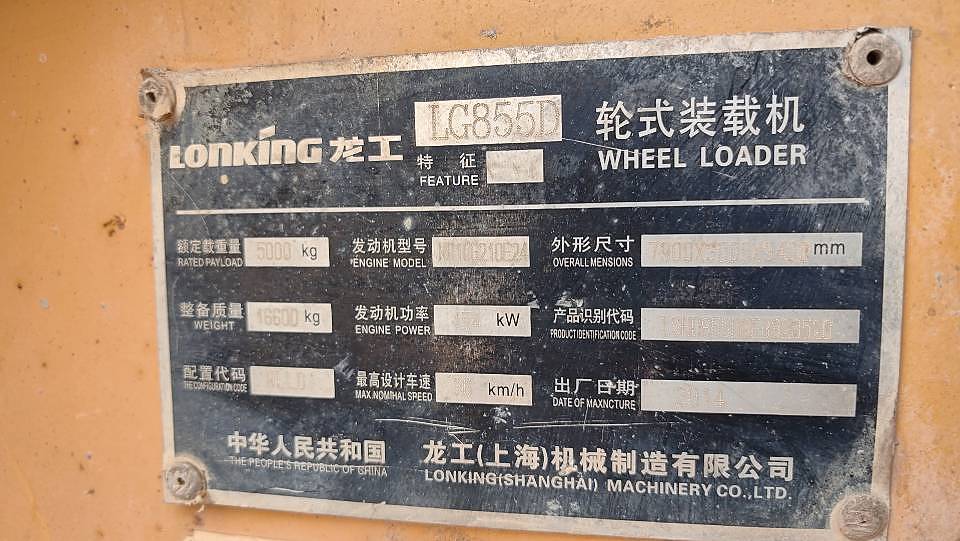 LONKING 龙工 LG855D 轮式装载机
特征
FEATURE WHEEL LOADER
额定载重量 5000 kg 发动机型号 外形尺寸 mm
RATED PAYLOAD ENGINE MODEL OVERALL MENSIONS
整备质量 16600 kg 发动机功率 kW 产品识别代码
WEIGHT ENGINE POWER PRODUCT IDENTIFICATION CODE
配置代码 最高设计车速 km/h 出厂日期 2014
THE CONFIGURATION CODE MAX.NOMTHAL SPEED DATE OF MAXNCTURE
中华人民共和国 龙工(上海)机械制造有限公司
THE PEOPLE'S REPUBLIC OF GHINA LONKING(SHANGHAI) MACHINERY CO.,LTD.